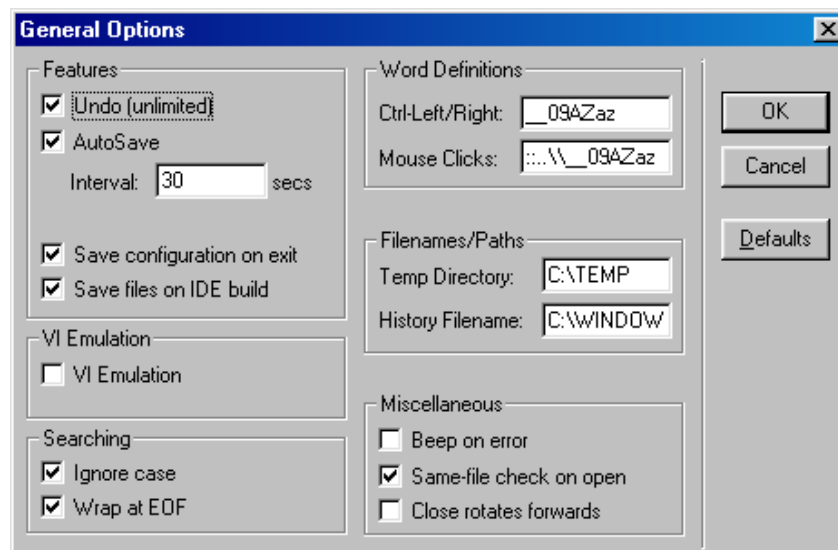 General Options
Features
Undo (unlimited)
AutoSave
Interval: 30 secs
Save configuration on exit
Save files on IDE build
VI Emulation
VI Emulation
Searching
Ignore case
Wrap at EOF
Word Definitions
Ctrl-Left/Right: __09AZaz
Mouse Clicks: ::..\\__09AZaz
Filenames/Paths
Temp Directory: C:\TEMP
History Filename: C:\WINDOW
Miscellaneous
Beep on error
Same-file check on open
Close rotates forwards
OK
Cancel
Defaults